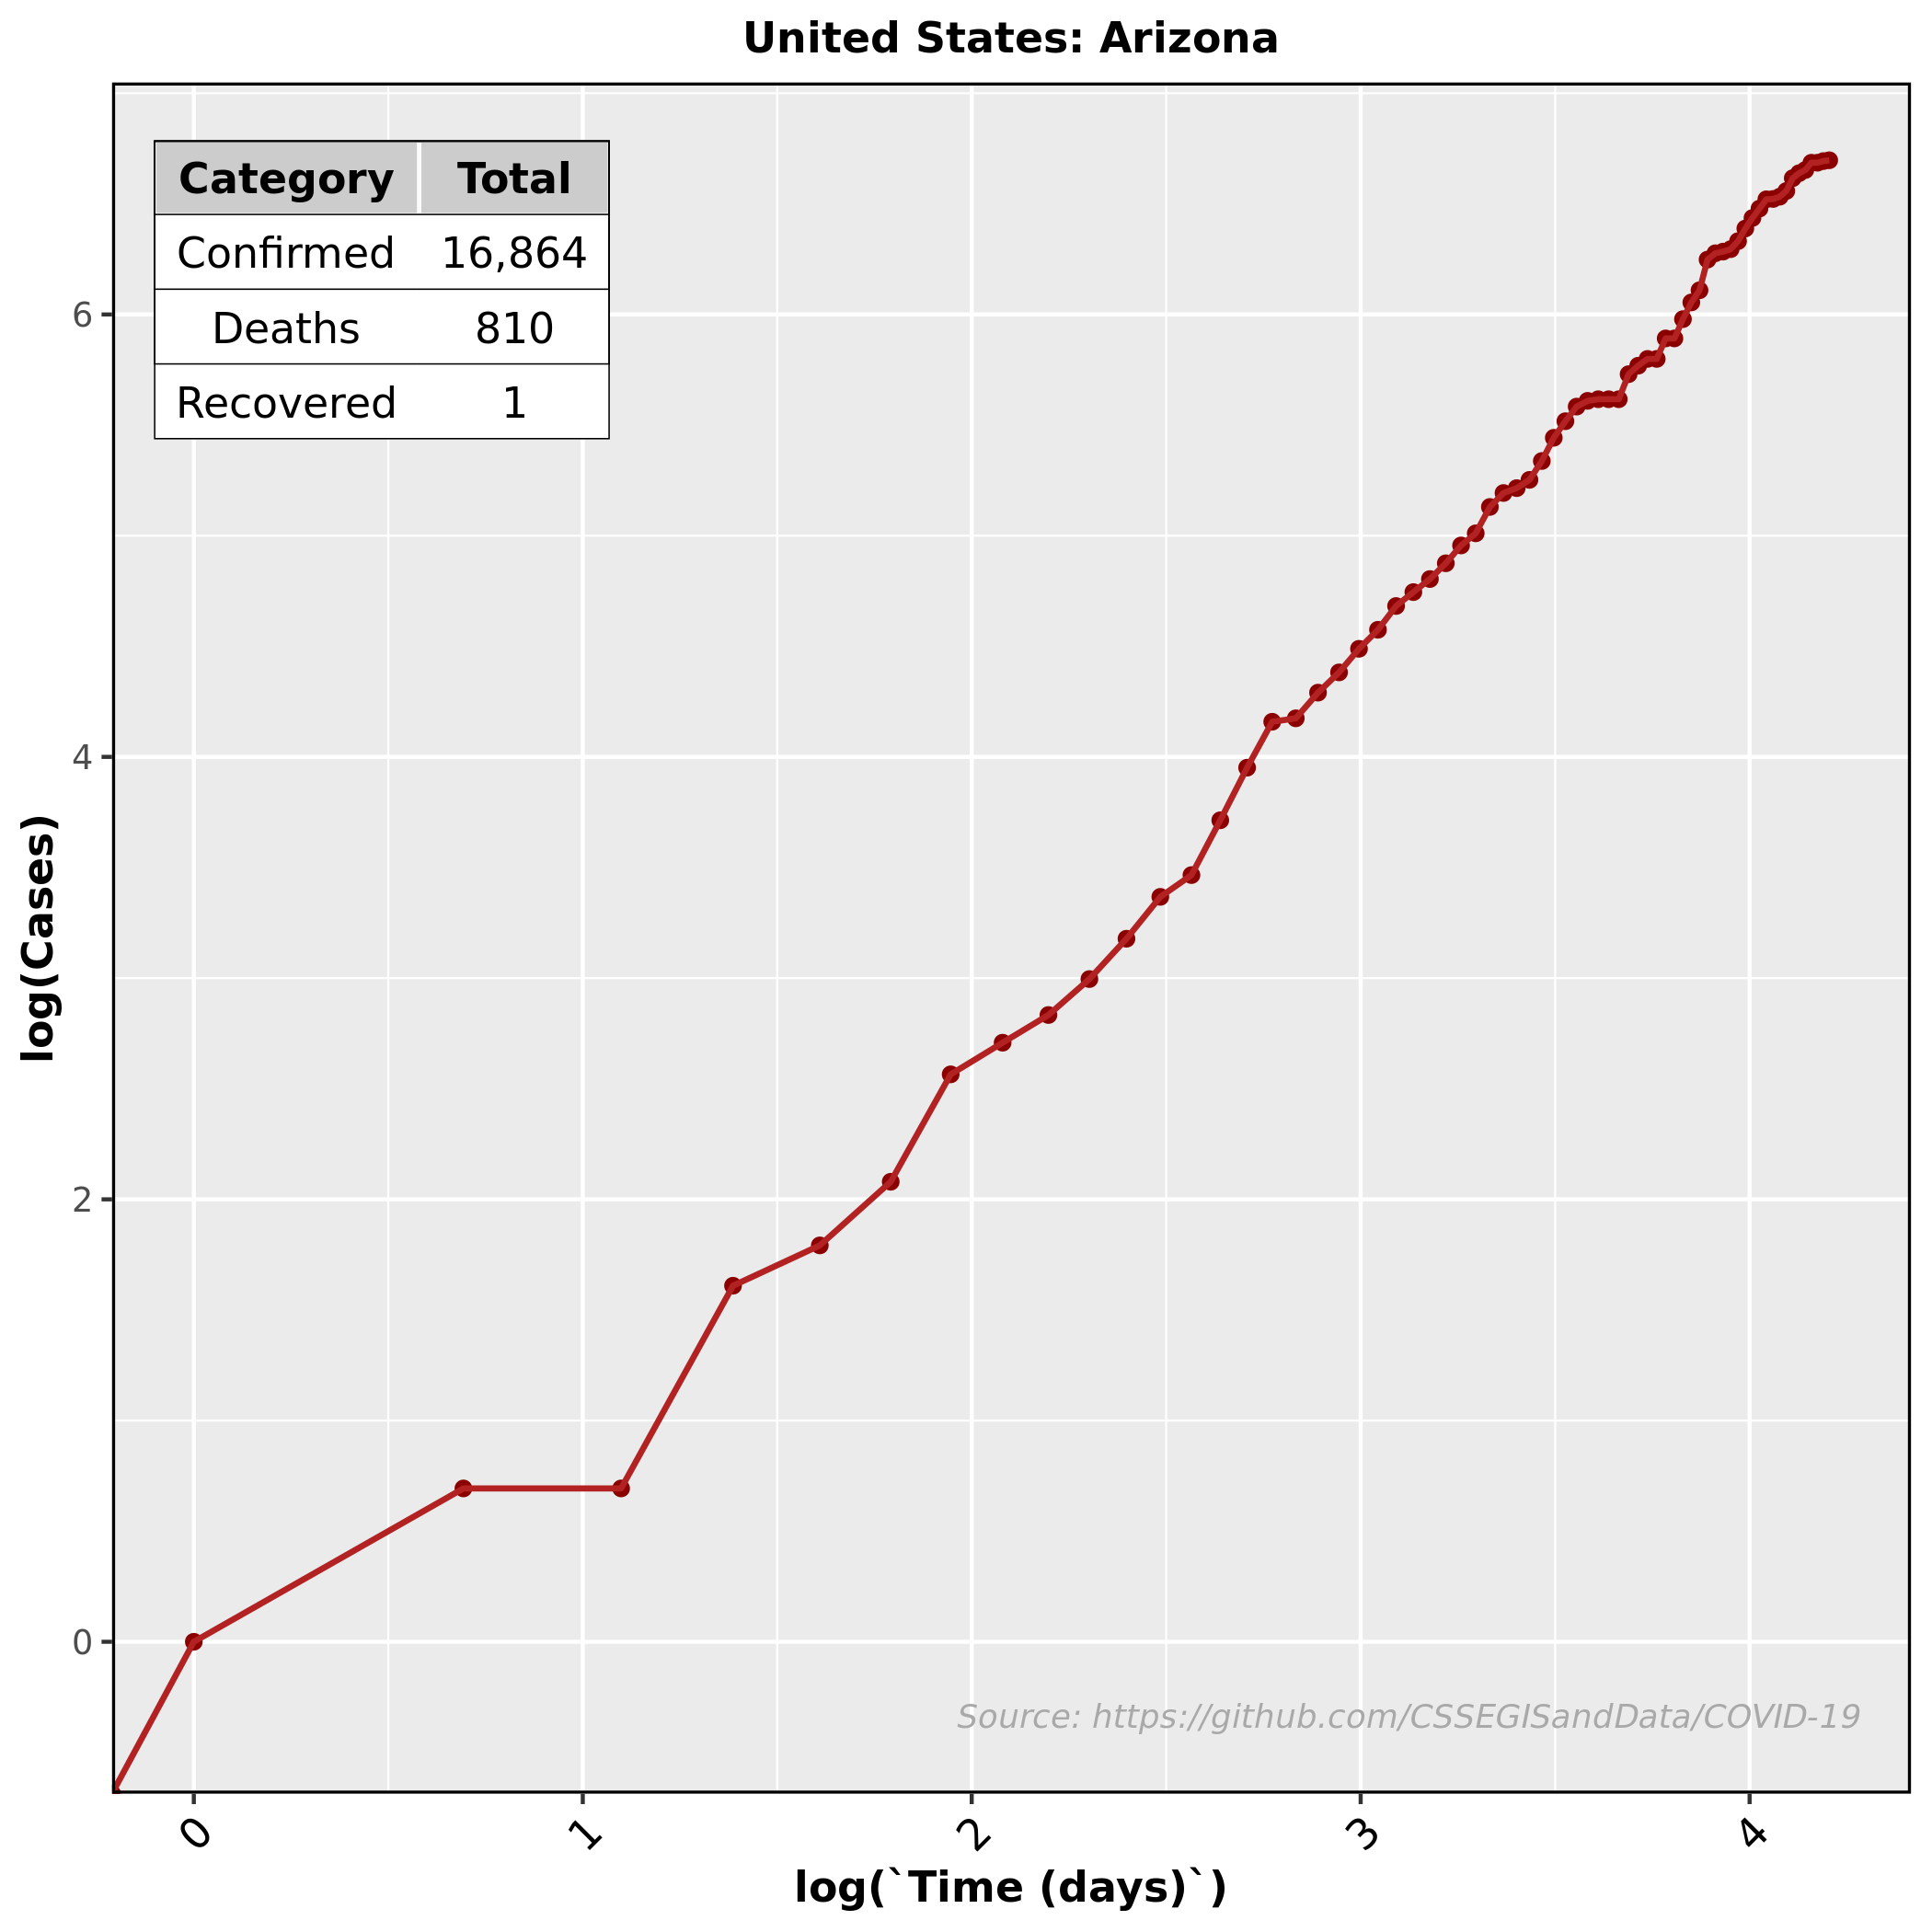 United States: Arizona
Category Total
Confirmed 16,864
Deaths 810
Recovered 1
6
4
2
0
log(Cases)
Source: https://github.com/CSSEGISandData/COVID-19
0 1 2 3 4
log(`Time (days)`)